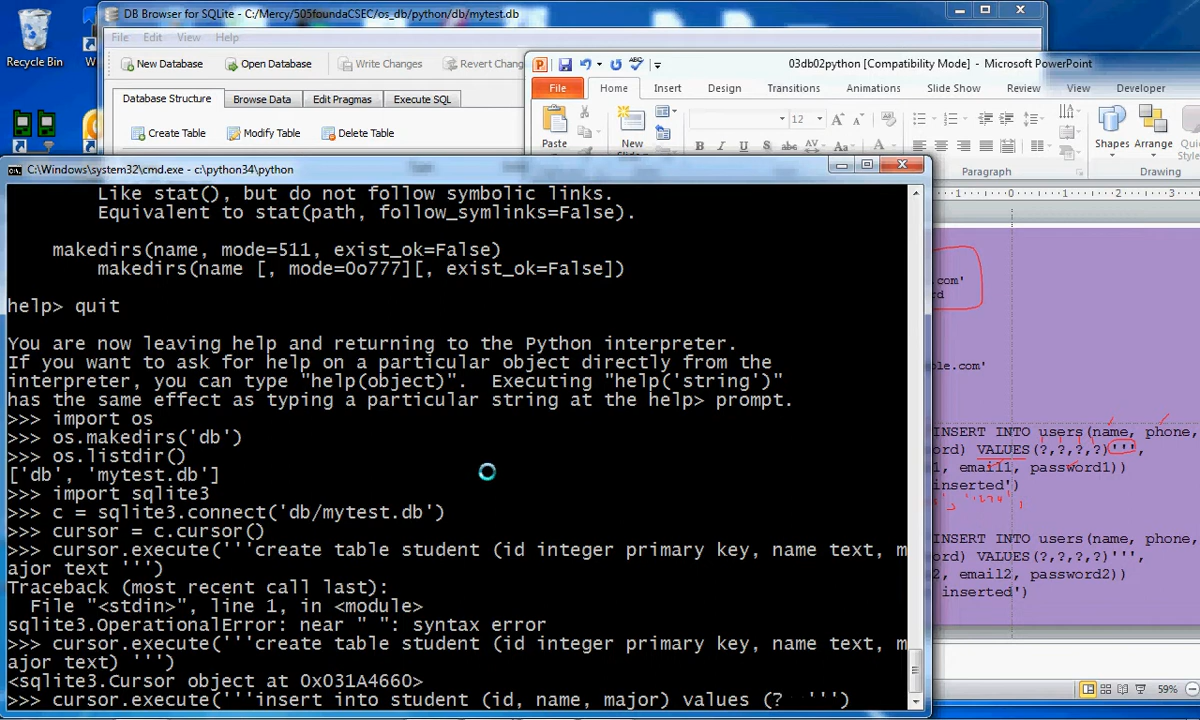 DB Browser for SQLite - C:/Mercy/505foundaCSEC/os_db/python/db/mytest.db
File Edit View Help
New Database Open Database Write Changes Revert Chang
Database Structure Browse Data Edit Pragmas Execute SQL
Create Table Modify Table Delete Table
Recycle Bin
03db02python [Compatibility Mode] - Microsoft PowerPoint
File Home Insert Design Transitions Animations Slide Show Review View Developer
12
Paste New Shapes Arrange
Paragraph Drawing
C:\Windows\system32\cmd.exe - c:\python34\python
Like stat(), but do not follow symbolic links.
Equivalent to stat(path, follow_symlinks=False).
makedirs(name, mode=511, exist_ok=False)
makedirs(name [, mode=0o777][, exist_ok=False])
help> quit
You are now leaving help and returning to the Python interpreter.
If you want to ask for help on a particular object directly from the
interpreter, you can type "help(object)".  Executing "help('string')"
has the same effect as typing a particular string at the help> prompt.
>>> import os
>>> os.makedirs('db')
>>> os.listdir()
['db', 'mytest.db']
>>> import sqlite3
>>> c = sqlite3.connect('db/mytest.db')
>>> cursor = c.cursor()
>>> cursor.execute('''create table student (id integer primary key, name text, m
ajor text ''')
Traceback (most recent call last):
File "<stdin>", line 1, in <module>
sqlite3.OperationalError: near " ": syntax error
>>> cursor.execute('''create table student (id integer primary key, name text, m
ajor text) ''')
<sqlite3.Cursor object at 0x031A4660>
>>> cursor.execute('''insert into student (id, name, major) values (? ''')
.com'
rd
ple.com'
INSERT INTO users(name, phone,
ord) VALUES(?,?,?,?)''',
1, email1, password1))
inserted')
INSERT INTO users(name, phone,
ord) VALUES(?,?,?,?)''',
2, email2, password2))
inserted')
59%